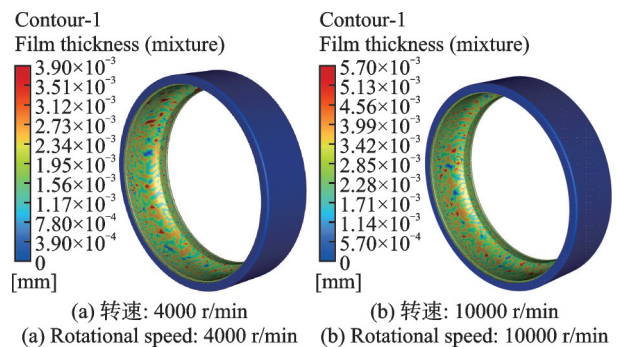 Contour-1
Film thickness (mixture)
3.90×10⁻³
3.51×10⁻³
3.12×10⁻³
2.73×10⁻³
2.34×10⁻³
1.95×10⁻³
1.56×10⁻³
1.17×10⁻³
7.80×10⁻⁴
3.90×10⁻⁴
0
[mm]
(a) 转速: 4000 r/min
(a) Rotational speed: 4000 r/min
Contour-1
Film thickness (mixture)
5.70×10⁻³
5.13×10⁻³
4.56×10⁻³
3.99×10⁻³
3.42×10⁻³
2.85×10⁻³
2.28×10⁻³
1.71×10⁻³
1.14×10⁻³
5.70×10⁻⁴
0
[mm]
(b) 转速: 10000 r/min
(b) Rotational speed: 10000 r/min